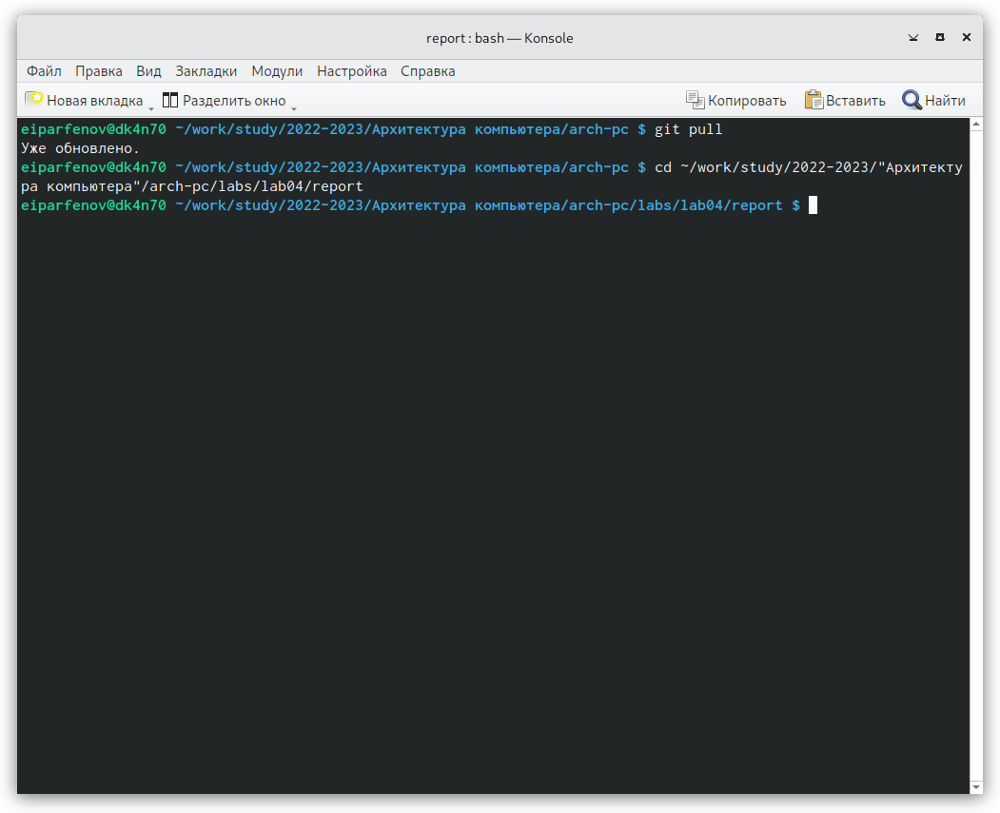 report : bash — Konsole
Файл Правка Вид Закладки Модули Настройка Справка
Новая вкладка Разделить окно Копировать Вставить Найти
eiparfenov@dk4n70 ~/work/study/2022-2023/Архитектура компьютера/arch-pc $ git pull
Уже обновлено.
eiparfenov@dk4n70 ~/work/study/2022-2023/Архитектура компьютера/arch-pc $ cd ~/work/study/2022-2023/"Архитекту
ра компьютера"/arch-pc/labs/lab04/report
eiparfenov@dk4n70 ~/work/study/2022-2023/Архитектура компьютера/arch-pc/labs/lab04/report $